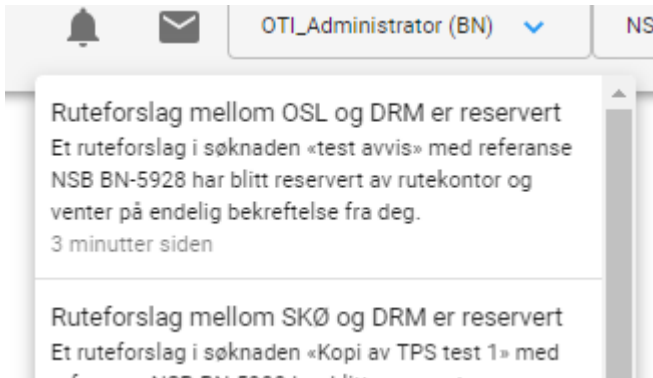 OTI_Administrator (BN)
NS
Ruteforslag mellom OSL og DRM er reservert
Et ruteforslag i søknaden «test avvis» med referanse
NSB BN-5928 har blitt reservert av rutekontor og
venter på endelig bekreftelse fra deg.
3 minutter siden
Ruteforslag mellom SKØ og DRM er reservert
Et ruteforslag i søknaden «Kopi av TPS test 1» med